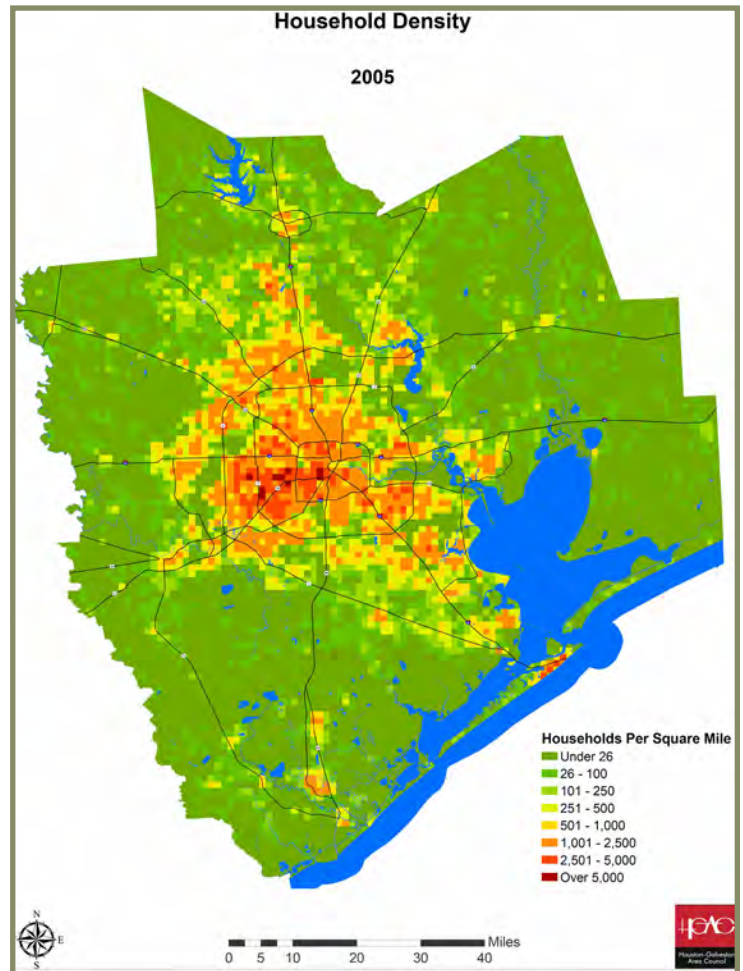 Household Density
2005
Households Per Square Mile
Under 26
26 - 100
101 - 250
251 - 500
501 - 1,000
1,001 - 2,500
2,501 - 5,000
Over 5,000
N
E
S
Miles
0 5 10 20 30 40
Houston-Galveston
Area Council